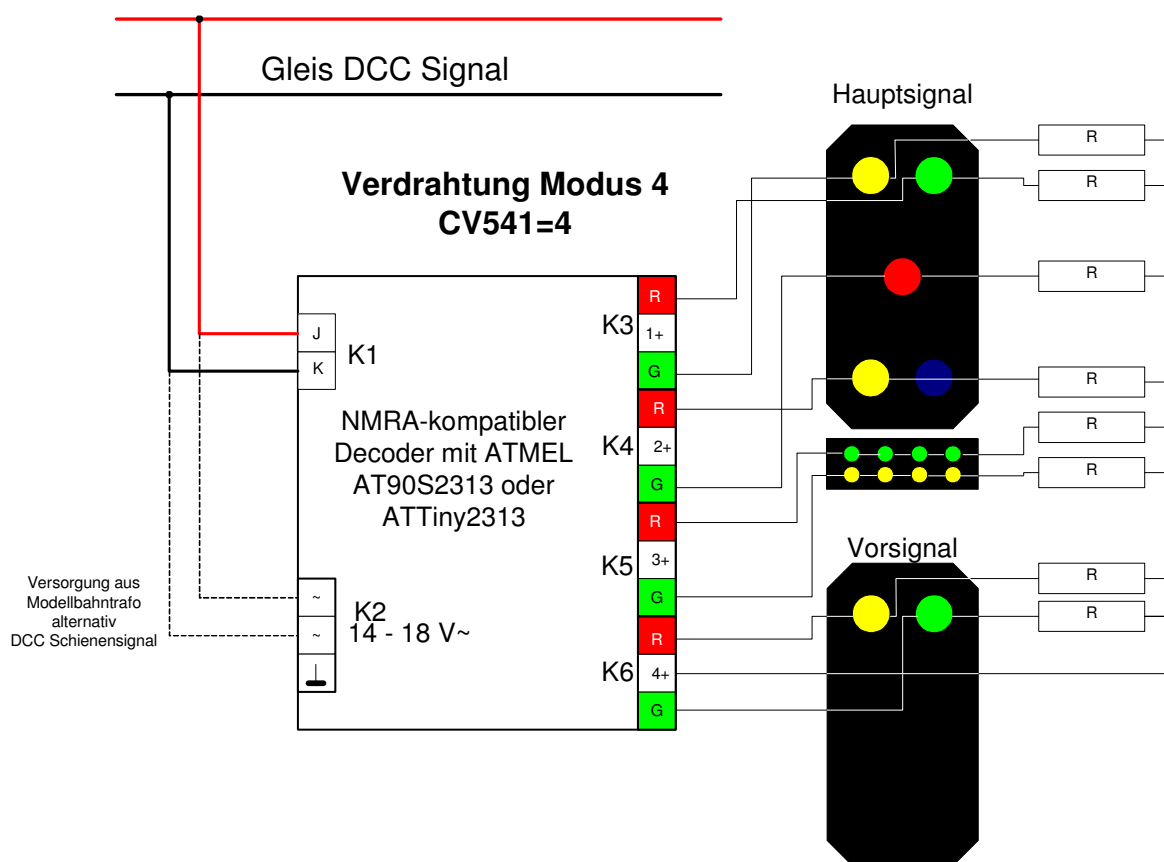 Gleis DCC Signal
Hauptsignal
Verdrahtung Modus 4
CV541=4
R
R
R
R
R
R
J
K
K1
K3
R
1+
G
K4
R
2+
G
K5
R
3+
G
K6
R
4+
G
NMRA-kompatibler
Decoder mit ATMEL
AT90S2313 oder
ATTiny2313
Vorsignal
R
R
Versorgung aus
Modellbahntrafo
alternativ
DCC Schienensignal
~
~
K2
14 - 18 V~